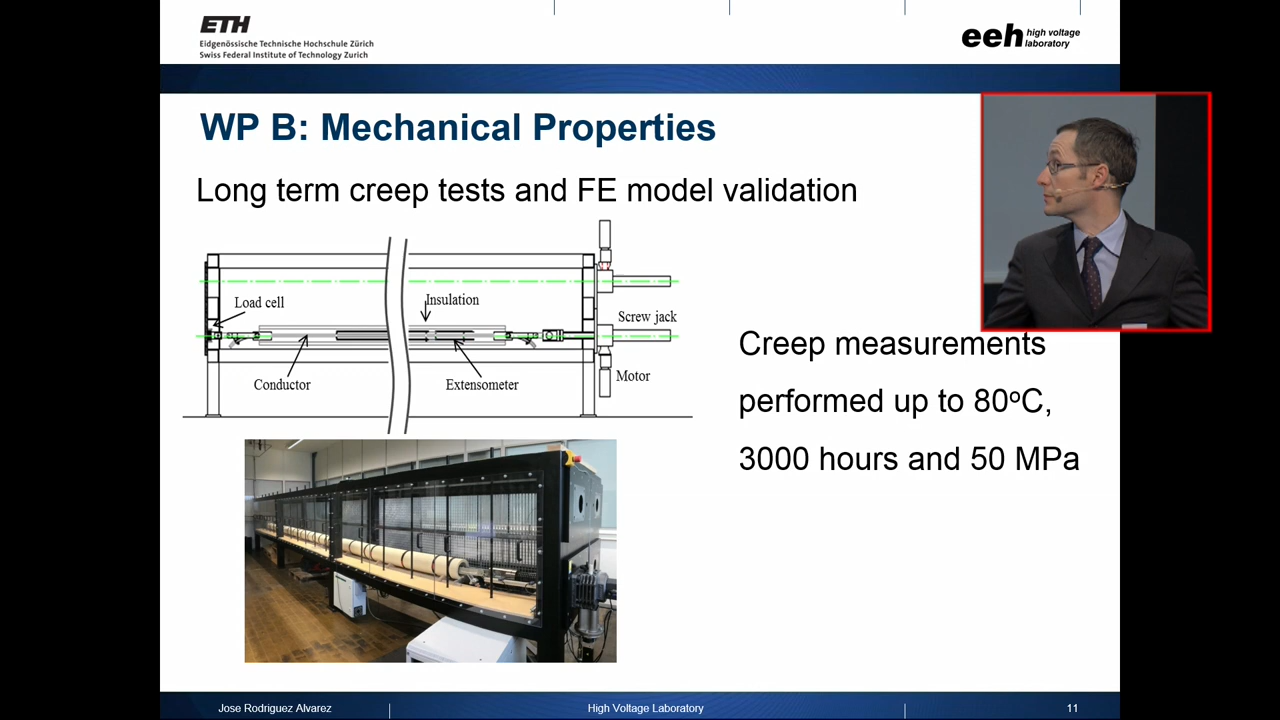 ETH
Eidgenössische Technische Hochschule Zürich
Swiss Federal Institute of Technology Zurich
eeh high voltage
laboratory
WP B: Mechanical Properties
Long term creep tests and FE model validation
Load cell
Insulation
Screw jack
Conductor
Extensometer
Motor
Creep measurements
performed up to 80ºC,
3000 hours and 50 MPa
Jose Rodriguez Alvarez
High Voltage Laboratory
11